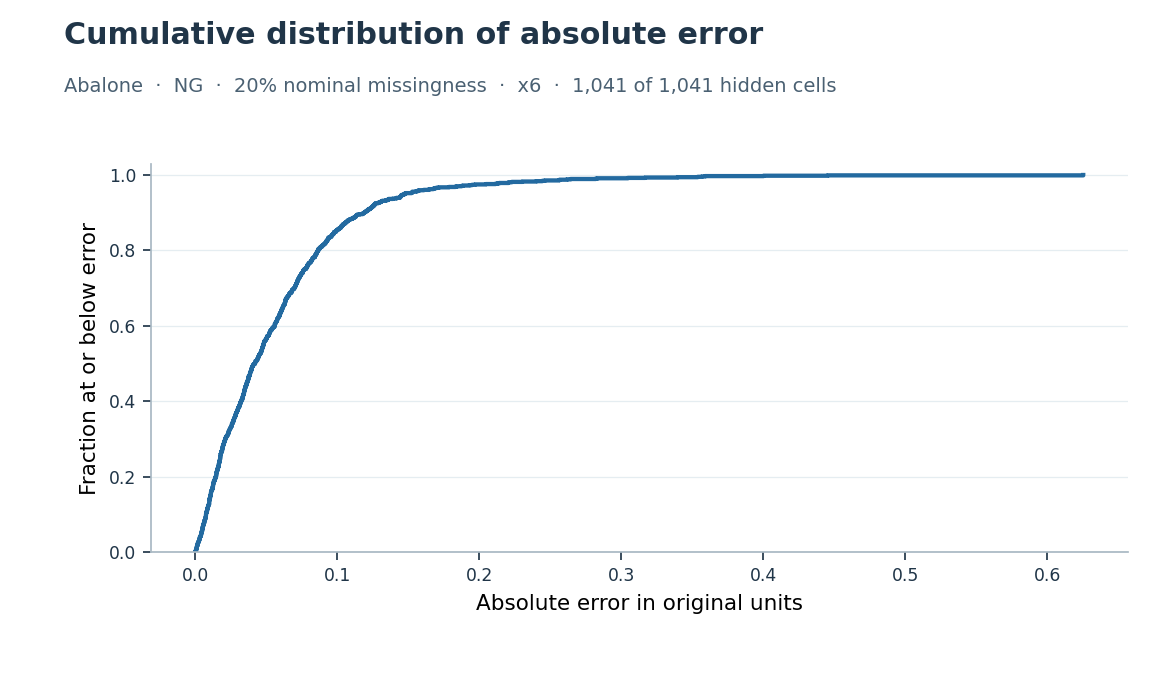 Cumulative distribution of absolute error
Abalone · NG · 20% nominal missingness · x6 · 1,041 of 1,041 hidden cells
Fraction at or below error
1.0
0.8
0.6
0.4
0.2
0.0
0.0 0.1 0.2 0.3 0.4 0.5 0.6
Absolute error in original units